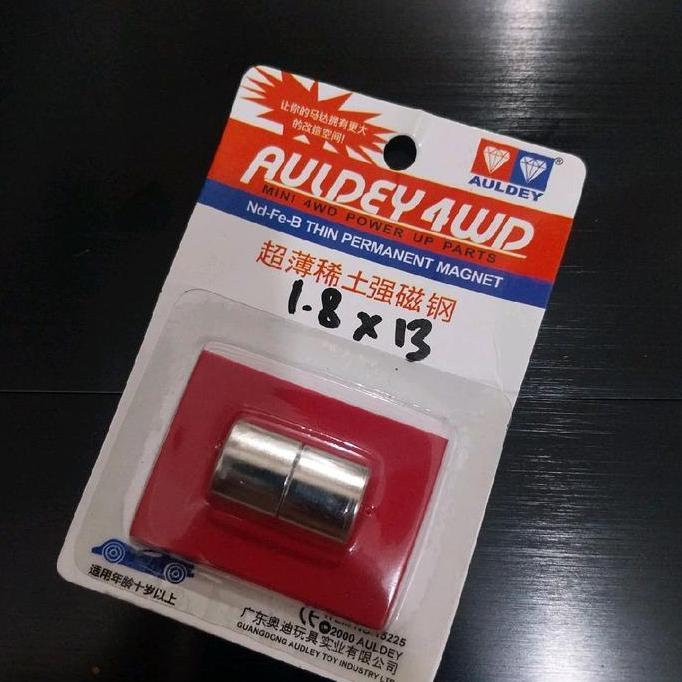 让你的马达拥有更大
的改造空间!
AULDEY®
AULDEY 4WD
MINI 4WD POWER UP PARTS
Nd-Fe-B THIN PERMANENT MAGNET
超薄稀土强磁钢
1.8 x 13
适用年龄十岁以上
©2000 AULDEY
广东奥迪玩具实业有限公司
GUANGDONG AUDLEY TOY INDUSTRY LT